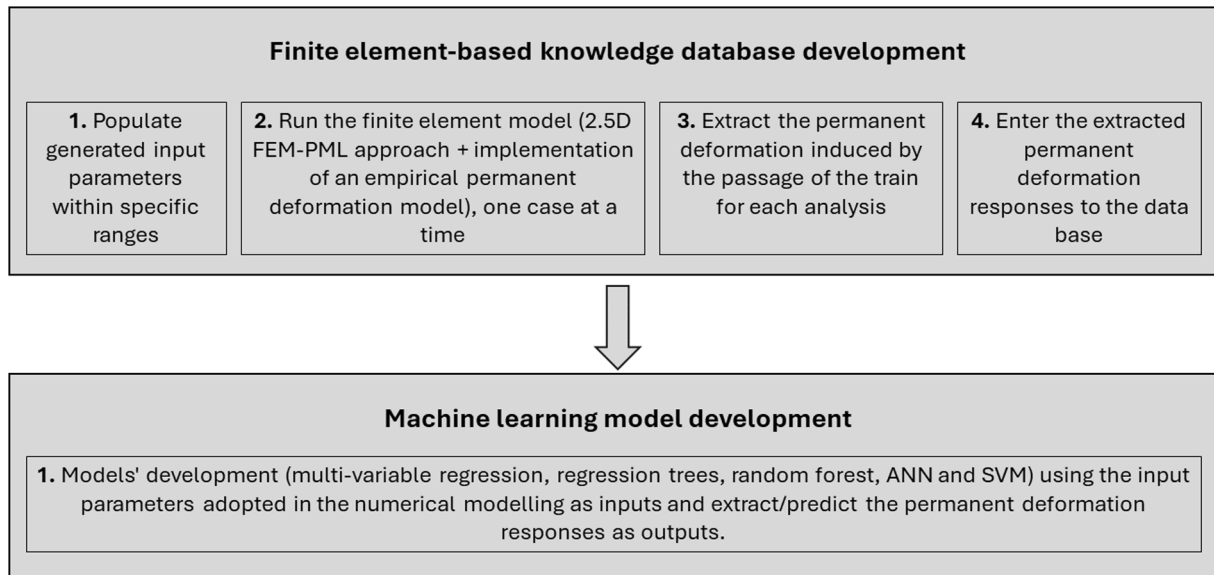 Finite element-based knowledge database development
1. Populate
generated input
parameters
within specific
ranges
2. Run the finite element model (2.5D
FEM-PML approach + implementation
of an empirical permanent
deformation model), one case at a
time
3. Extract the permanent
deformation induced by
the passage of the train
for each analysis
4. Enter the extracted
permanent
deformation
responses to the data
base
Machine learning model development
1. Models' development (multi-variable regression, regression trees, random forest, ANN and SVM) using the input
parameters adopted in the numerical modelling as inputs and extract/predict the permanent deformation
responses as outputs.